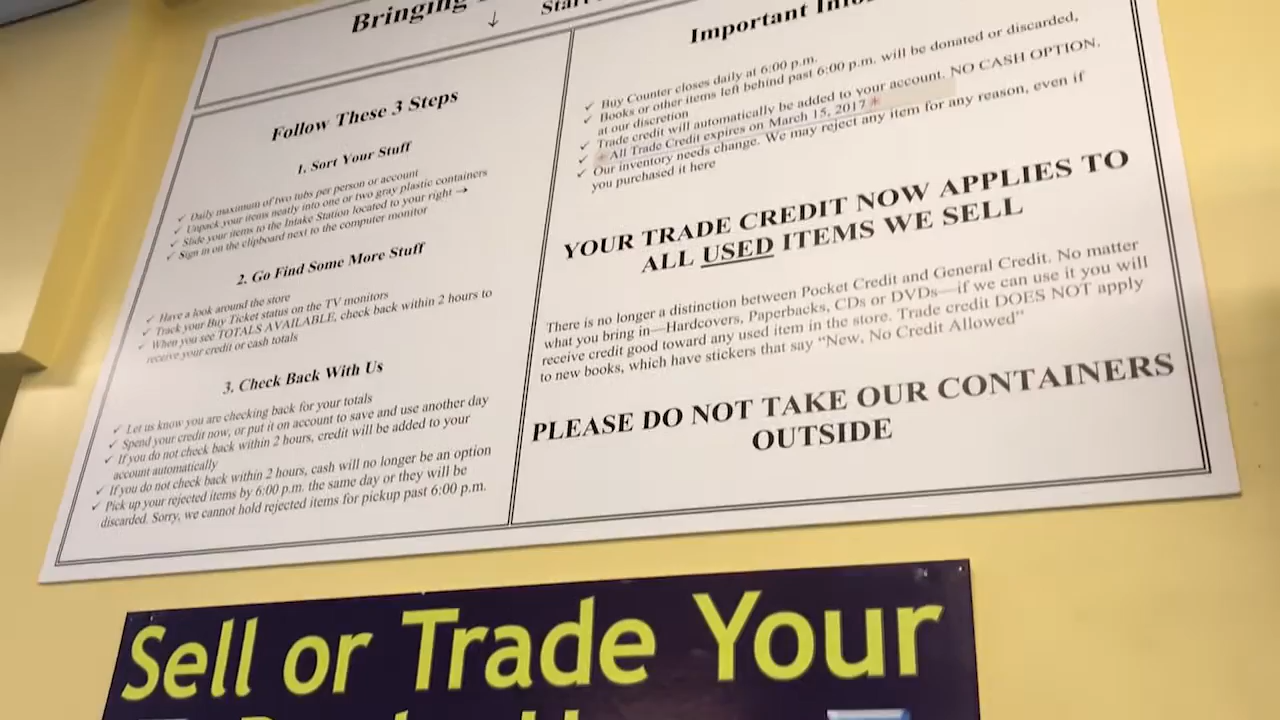 Bringing
↓
Follow These 3 Steps
1. Sort Your Stuff
✓ Daily maximum of two tubs per person or account
✓ Unpack your items neatly into one or two gray plastic containers
✓ Slide your items to the Intake Station located to your right →
✓ Sign in on the clipboard next to the computer monitor
2. Go Find Some More Stuff
✓ Have a look around the store
✓ Track your Buy Ticket status on the TV monitors
✓ When you see TOTALS AVAILABLE, check back within 2 hours to
receive your credit or cash totals
3. Check Back With Us
✓ Let us know you are checking back for your totals
✓ Spend your credit now, or put it on account to save and use another day
✓ If you do not check back within 2 hours, credit will be added to your
account automatically
✓ If you do not check back within 2 hours, cash will no longer be an option
✓ Pick up your rejected items by 6:00 p.m. the same day or they will be
discarded. Sorry, we cannot hold rejected items for pickup past 6:00 p.m.
Important
✓ Buy Counter closes daily at 6:00 p.m.
✓ Books or other items left behind past 6:00 p.m. will be donated or discarded,
at our discretion
✓ Trade credit will automatically be added to your account. NO CASH OPTION.
✓ *All Trade Credit expires on March 15, 2017*
✓ Our inventory needs change. We may reject any item for any reason, even if
you purchased it here
YOUR TRADE CREDIT NOW APPLIES TO
ALL USED ITEMS WE SELL
There is no longer a distinction between Pocket Credit and General Credit. No matter
what you bring in—Hardcovers, Paperbacks, CDs or DVDs—if we can use it you will
receive credit good toward any used item in the store. Trade credit DOES NOT apply
to new books, which have stickers that say "New, No Credit Allowed"
PLEASE DO NOT TAKE OUR CONTAINERS
OUTSIDE
Sell or Trade Your